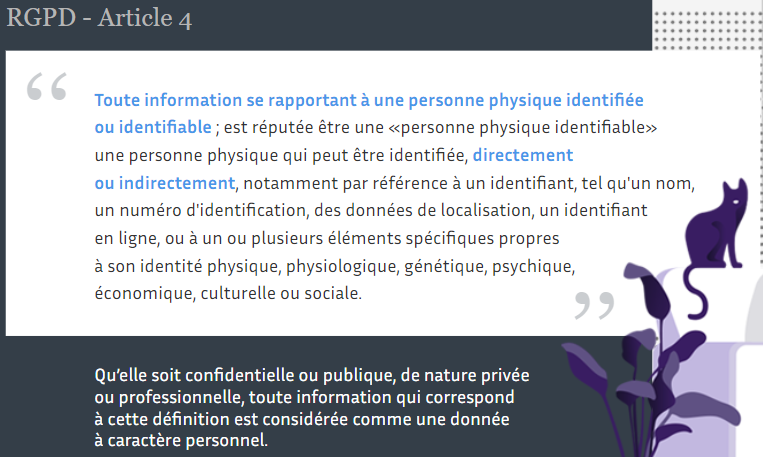 RGPD - Article 4
“
Toute information se rapportant à une personne physique identifiée
ou identifiable ; est réputée être une «personne physique identifiable»
une personne physique qui peut être identifiée, directement
ou indirectement, notamment par référence à un identifiant, tel qu'un nom,
un numéro d'identification, des données de localisation, un identifiant
en ligne, ou à un ou plusieurs éléments spécifiques propres
à son identité physique, physiologique, génétique, psychique,
économique, culturelle ou sociale.
”
Qu’elle soit confidentielle ou publique, de nature privée
ou professionnelle, toute information qui correspond
à cette définition est considérée comme une donnée
à caractère personnel.